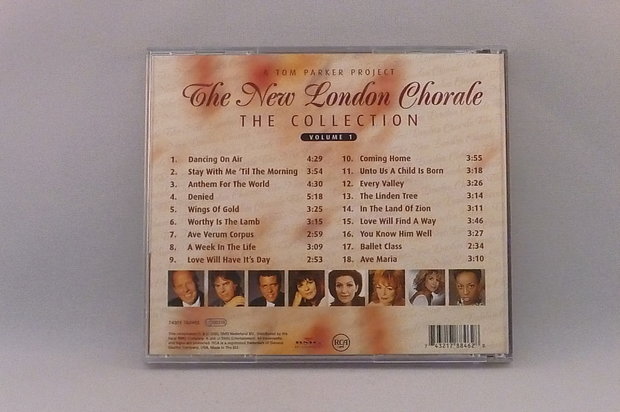 A TOM PARKER PROJECT
The New London Chorale
THE COLLECTION
VOLUME 1
1. Dancing On Air 4:29
2. Stay With Me 'Til The Morning 3:54
3. Anthem For The World 4:30
4. Denied 5:18
5. Wings Of Gold 3:25
6. Worthy Is The Lamb 3:15
7. Ave Verum Corpus 2:59
8. A Week In The Life 3:09
9. Love Will Have It's Day 2:53
10. Coming Home 3:55
11. Unto Us A Child Is Born 3:18
12. Every Valley 3:26
13. The Linden Tree 3:14
14. In The Land Of Zion 3:11
15. Love Will Find A Way 3:46
16. You Know Him Well 3:27
17. Ballet Class 2:34
18. Ave Maria 3:10
BMG
RCA
7 43217 88462